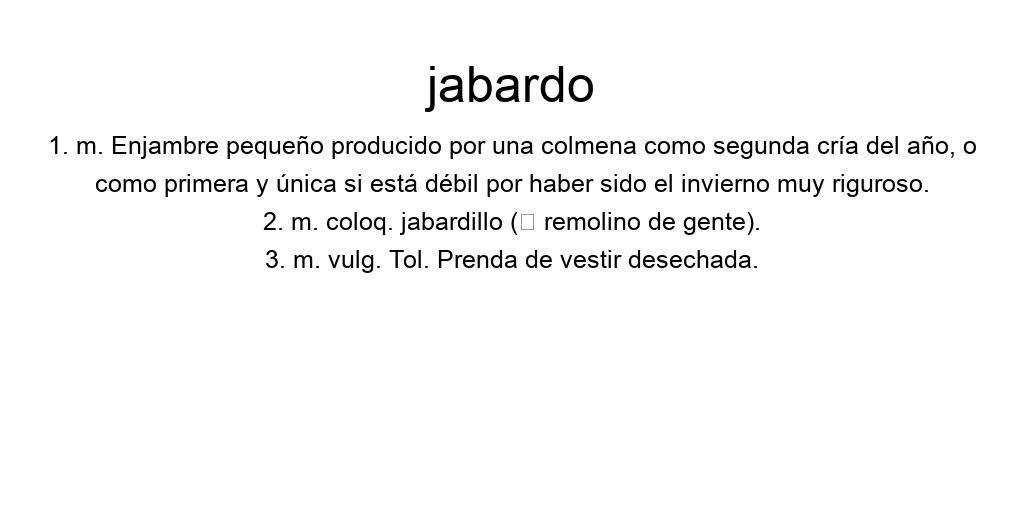 jabardo
1. m. Enjambre pequeño producido por una colmena como segunda cría del año, o
como primera y única si está débil por haber sido el invierno muy riguroso.
2. m. coloq. jabardillo (□ remolino de gente).
3. m. vulg. Tol. Prenda de vestir desechada.